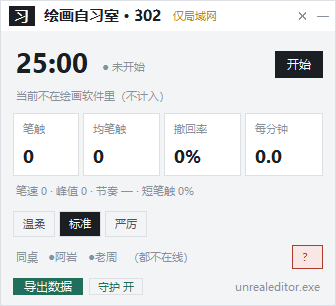 习 绘画自习室 • 302 仅局域网
25:00 未开始 开始
当前不在绘画软件里（不计入）
笔触 均笔触 撤回率 每分钟
0 0 0% 0.0
笔速 0 · 峰值 0 · 节奏 — · 短笔触 0%
温柔 标准 严厉
同桌 ●阿岩 ●老周 （都不在线） ?
导出数据 守护 开 unrealeditor.exe